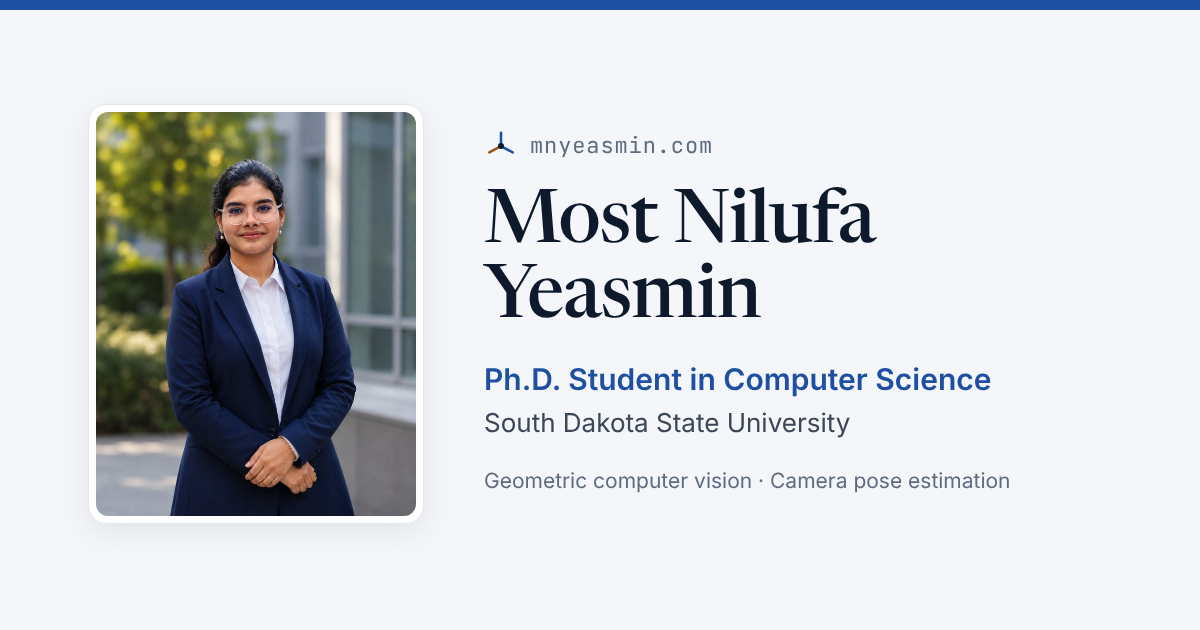 mnyeasmin.com
Most Nilufa
Yeasmin
Ph.D. Student in Computer Science
South Dakota State University
Geometric computer vision · Camera pose estimation